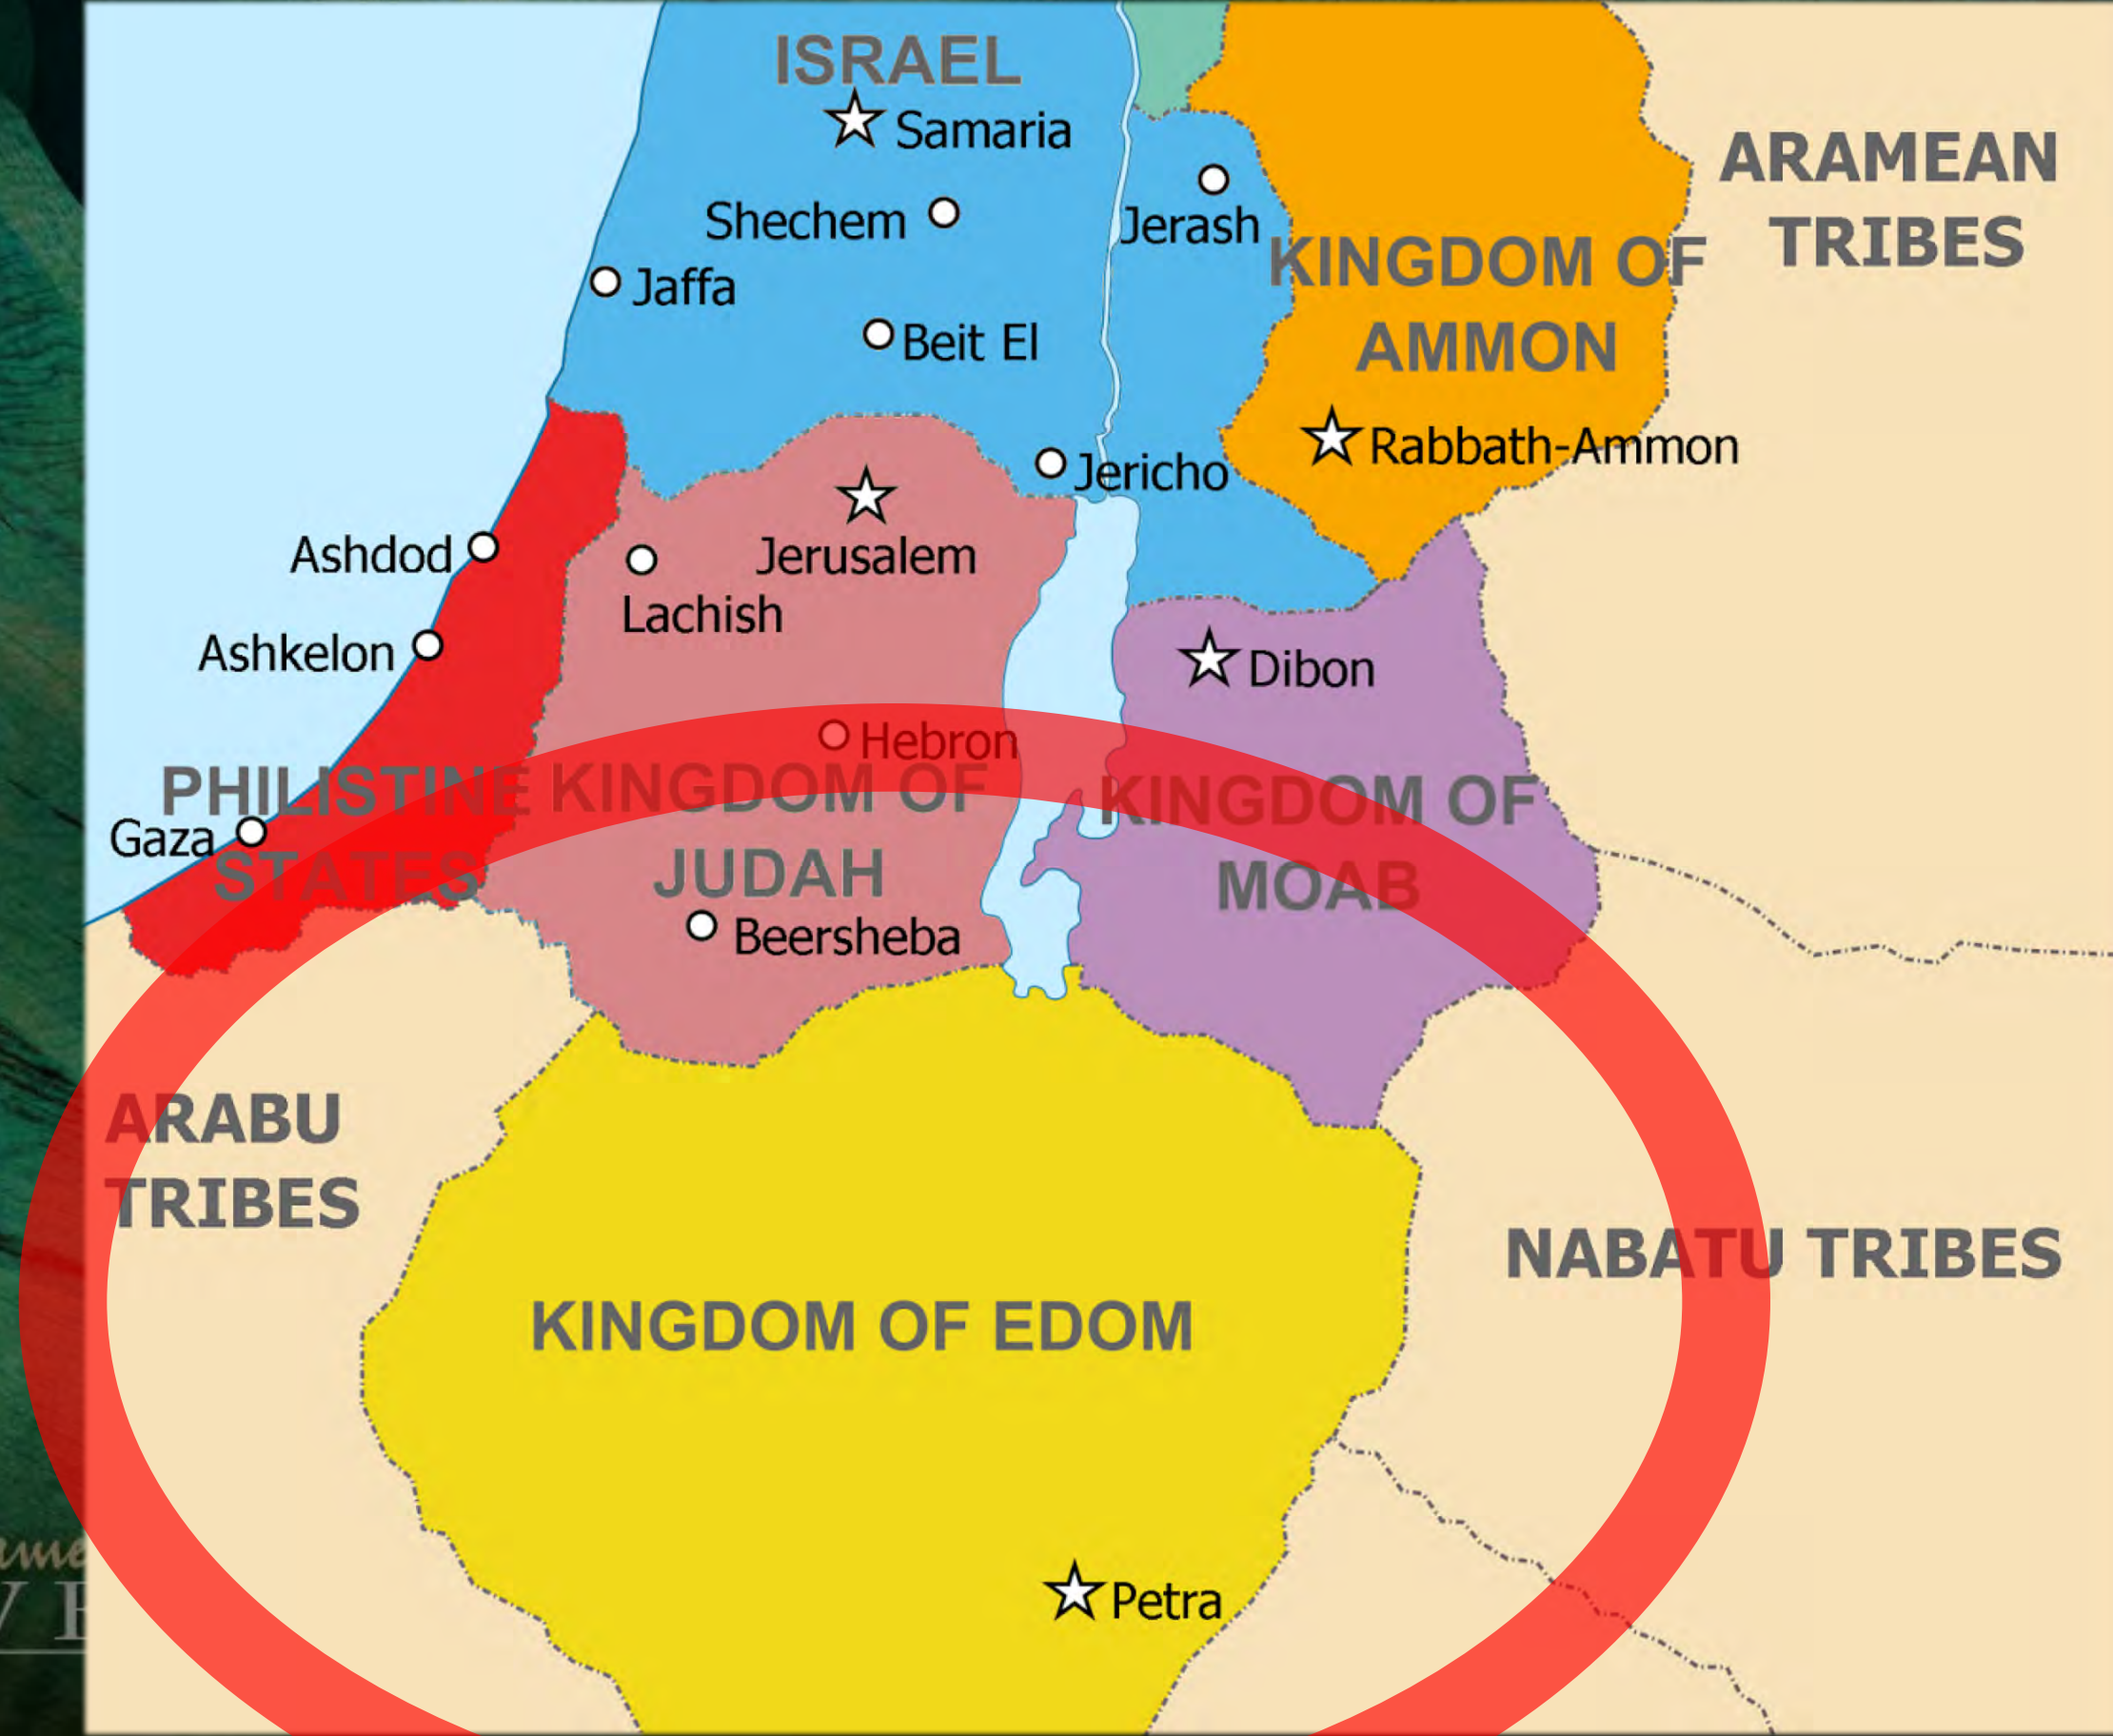 ISRAEL
Samaria
ARAMEAN
TRIBES
Shechem
Jerash
KINGDOM OF
AMMON
Jaffa
Beit El
Rabbath-Ammon
Jericho
Ashdod
Jerusalem
Lachish
Ashkelon
Dibon
Hebron
PHILISTINE
STATES
KINGDOM OF
JUDAH
KINGDOM OF
MOAB
Gaza
Beersheba
ARABU
TRIBES
NABATU TRIBES
KINGDOM OF EDOM
Petra